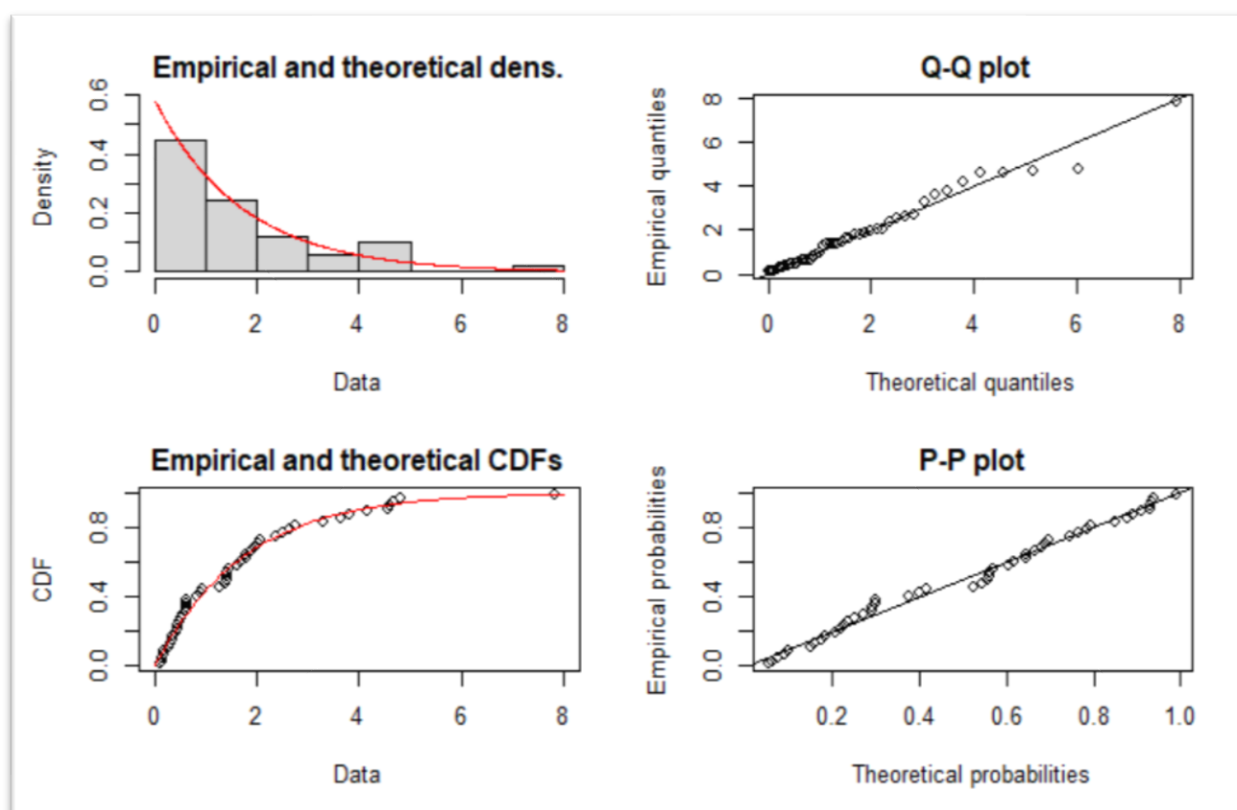 Empirical and theoretical dens.
Density
0.0 0.2 0.4 0.6
0 2 4 6 8
Data
Q-Q plot
Empirical quantiles
0 2 4 6 8
0 2 4 6 8
Theoretical quantiles
Empirical and theoretical CDFs
CDF
0.0 0.4 0.8
0 2 4 6 8
Data
P-P plot
Empirical probabilities
0.0 0.4 0.8
0.2 0.4 0.6 0.8 1.0
Theoretical probabilities